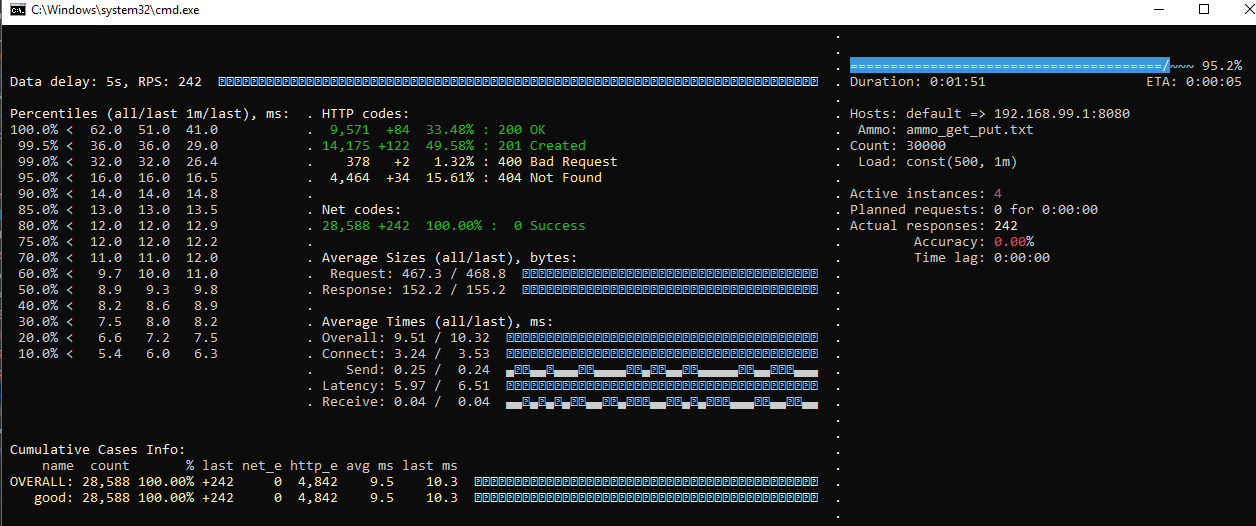 C:\Windows\system32\cmd.exe
Data delay: 5s, RPS: 242
Percentiles (all/last 1m/last), ms:
100.0% < 62.0 51.0 41.0
99.5% < 36.0 36.0 29.0
99.0% < 32.0 32.0 26.4
95.0% < 16.0 16.0 16.5
90.0% < 14.0 14.0 14.8
85.0% < 13.0 13.0 13.5
80.0% < 12.0 12.0 12.9
75.0% < 12.0 12.0 12.2
70.0% < 11.0 11.0 12.0
60.0% < 9.7 10.0 11.0
50.0% < 8.9 9.3 9.8
40.0% < 8.2 8.6 8.9
30.0% < 7.5 8.0 8.2
20.0% < 6.6 7.2 7.5
10.0% < 5.4 6.0 6.3
. HTTP codes:
. 9,571 +84 33.48% : 200 OK
. 14,175 +122 49.58% : 201 Created
. 378 +2 1.32% : 400 Bad Request
. 4,464 +34 15.61% : 404 Not Found
.
. Net codes:
. 28,588 +242 100.00% : 0 Success
.
. Average Sizes (all/last), bytes:
. Request: 467.3 / 468.8
. Response: 152.2 / 155.2
.
. Average Times (all/last), ms:
. Overall: 9.51 / 10.32
. Connect: 3.24 / 3.53
. Send: 0.25 / 0.24
. Latency: 5.97 / 6.51
. Receive: 0.04 / 0.04
Cumulative Cases Info:
name count % last net_e http_e avg ms last ms
OVERALL: 28,588 100.00% +242 0 4,842 9.5 10.3
good: 28,588 100.00% +242 0 4,842 9.5 10.3
. =======================================/~~~ 95.2%
. Duration: 0:01:51 ETA: 0:00:05
.
. Hosts: default => 192.168.99.1:8080
. Ammo: ammo_get_put.txt
. Count: 30000
. Load: const(500, 1m)
.
. Active instances: 4
. Planned requests: 0 for 0:00:00
. Actual responses: 242
. Accuracy: 0.00%
. Time lag: 0:00:00